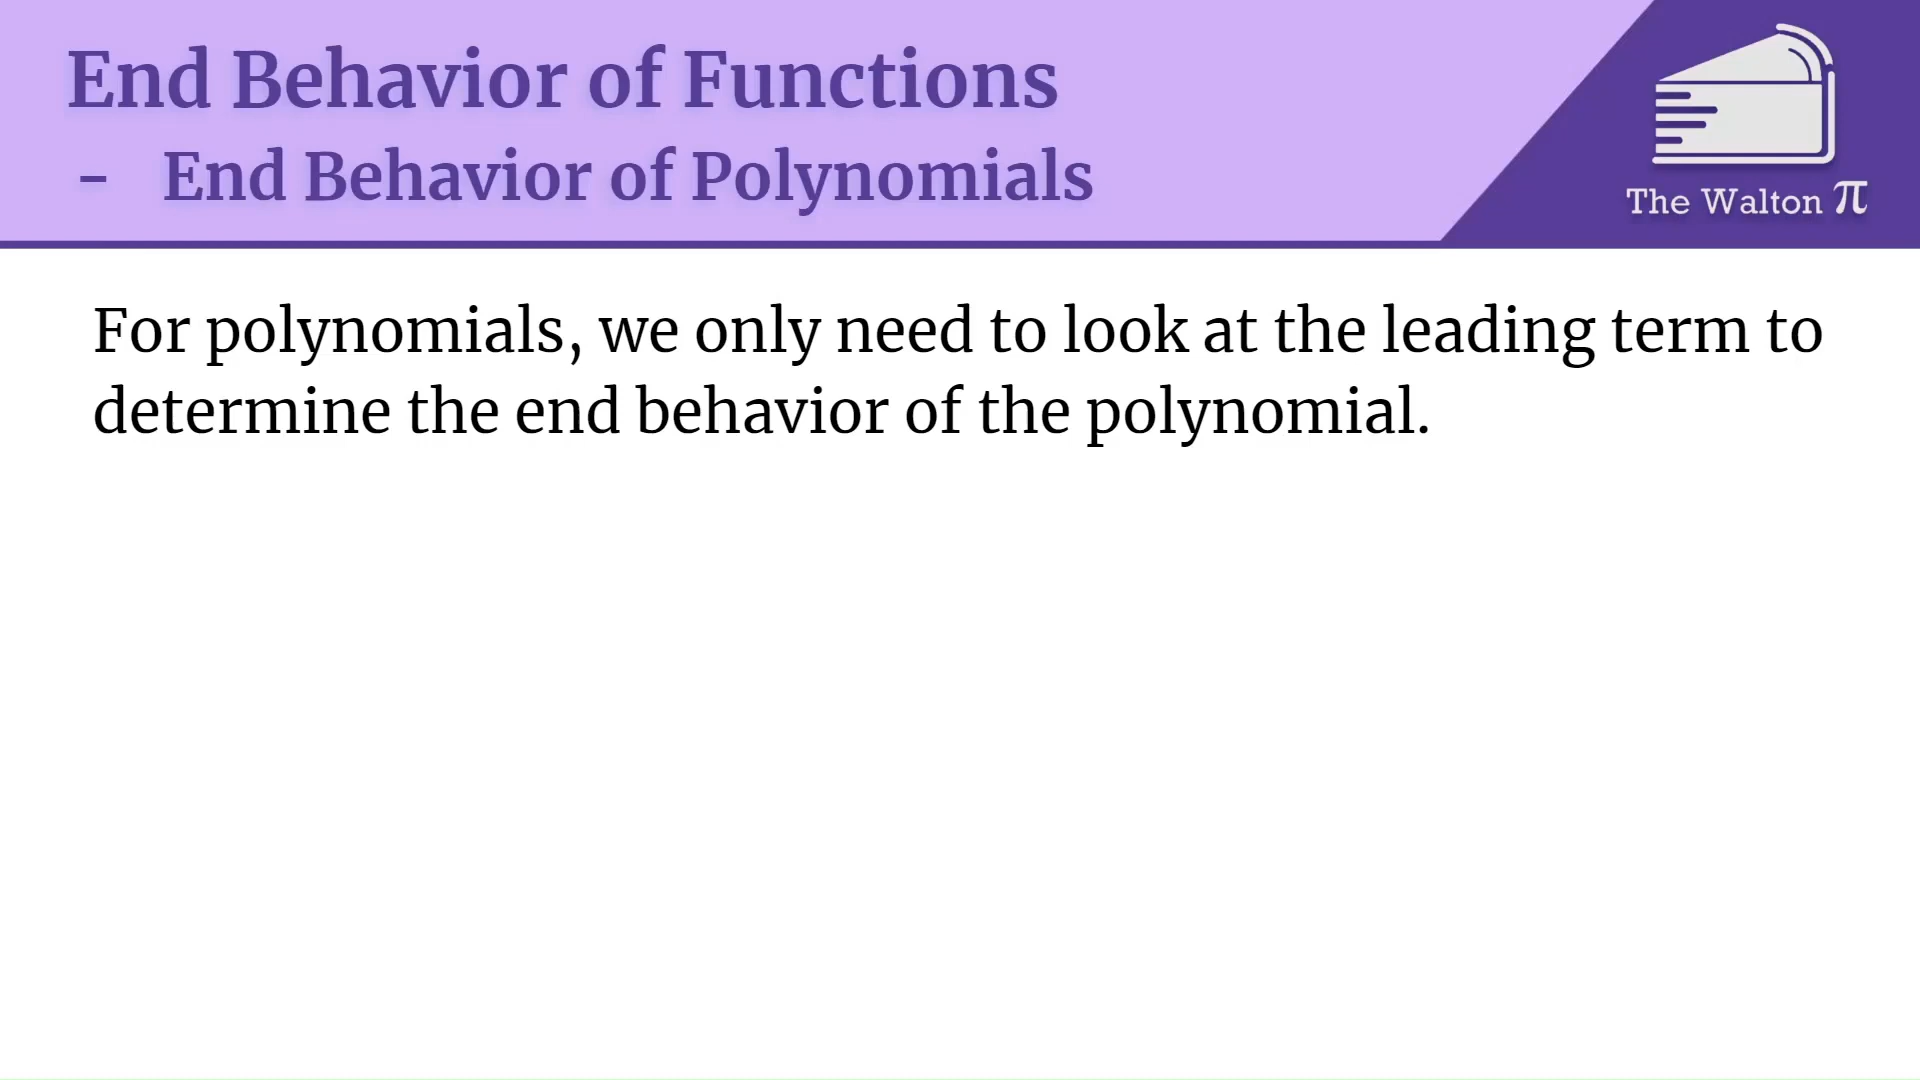 End Behavior of Functions
- End Behavior of Polynomials
The Walton π
For polynomials, we only need to look at the leading term to
determine the end behavior of the polynomial.